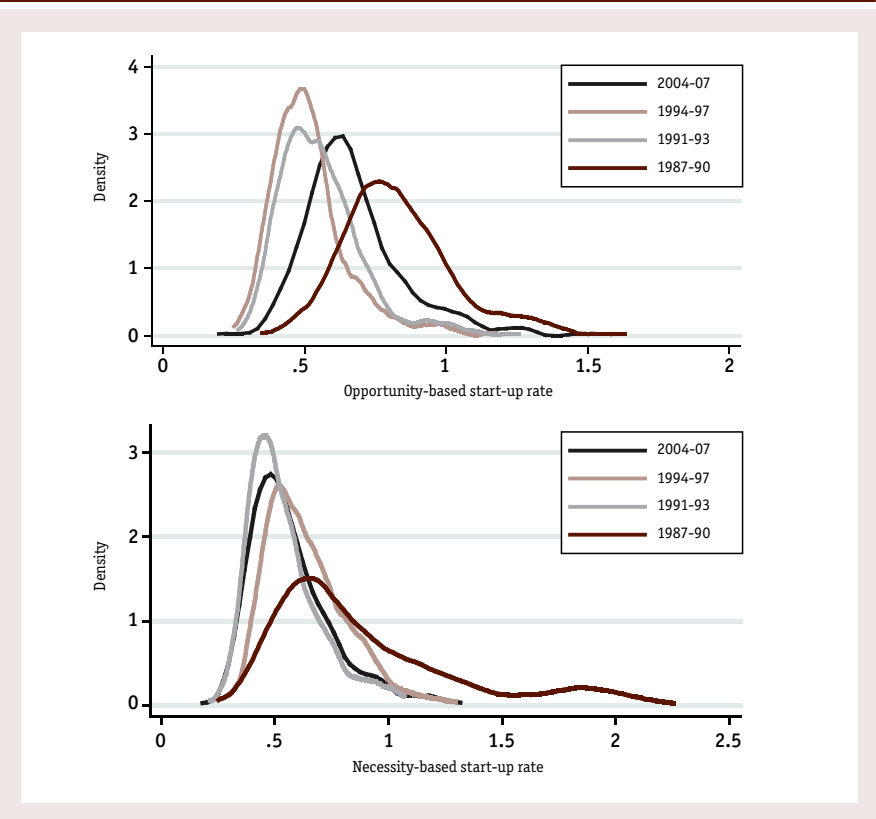 4
3
2
1
0
Density
2004-07
1994-97
1991-93
1987-90
0 .5 1 1.5 2
Opportunity-based start-up rate
3
2
1
0
Density
2004-07
1994-97
1991-93
1987-90
0 .5 1 1.5 2 2.5
Necessity-based start-up rate